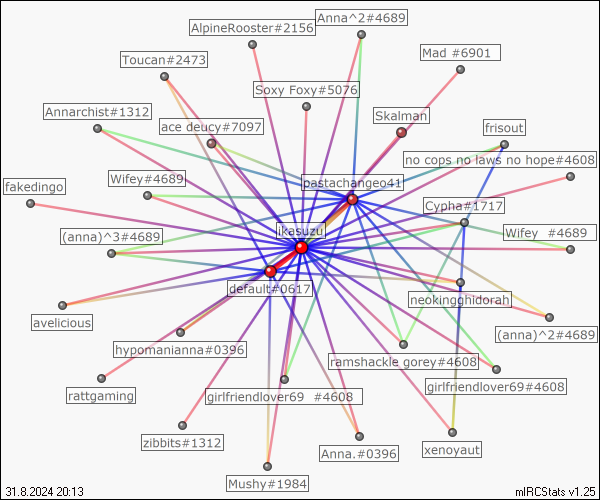 AlpineRooster#2156
Anna^2#4689
Toucan#2473
Mad #6901
Soxy Foxy#5076
Annarchist#1312
ace deucy#7097
Skalman
frisout
no cops no laws no hope#4608
fakedingo
Wifey#4689
pastachangeo41
Cypha#1717
(anna)^3#4689
ikasuzu
Wifey  #4689
default#0617
neokingghidorah
avelicious
(anna)^2#4689
hypomanianna#0396
ramshackle gorey#4608
rattgaming
girlfriendlover69  #4608
girlfriendlover69#4608
zibbits#1312
Anna.#0396
xenoyaut
Mushy#1984
31.8.2024 20:13
mIRCStats v1.25